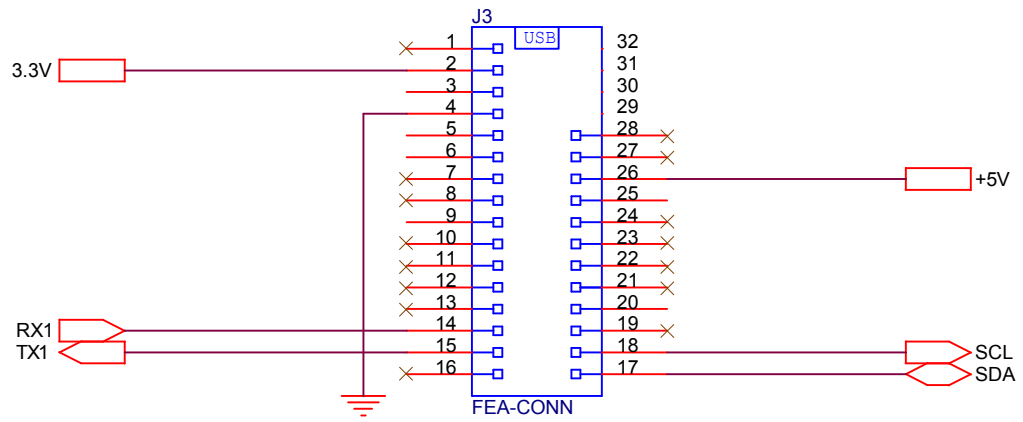 J3
USB
1 32
3.3V 2 31
3 30
4 29
5 28
6 27
7 26 +5V
8 25
9 24
10 23
11 22
12 21
13 20
RX1 14 19
TX1 15 18 SCL
16 17 SDA
FEA-CONN